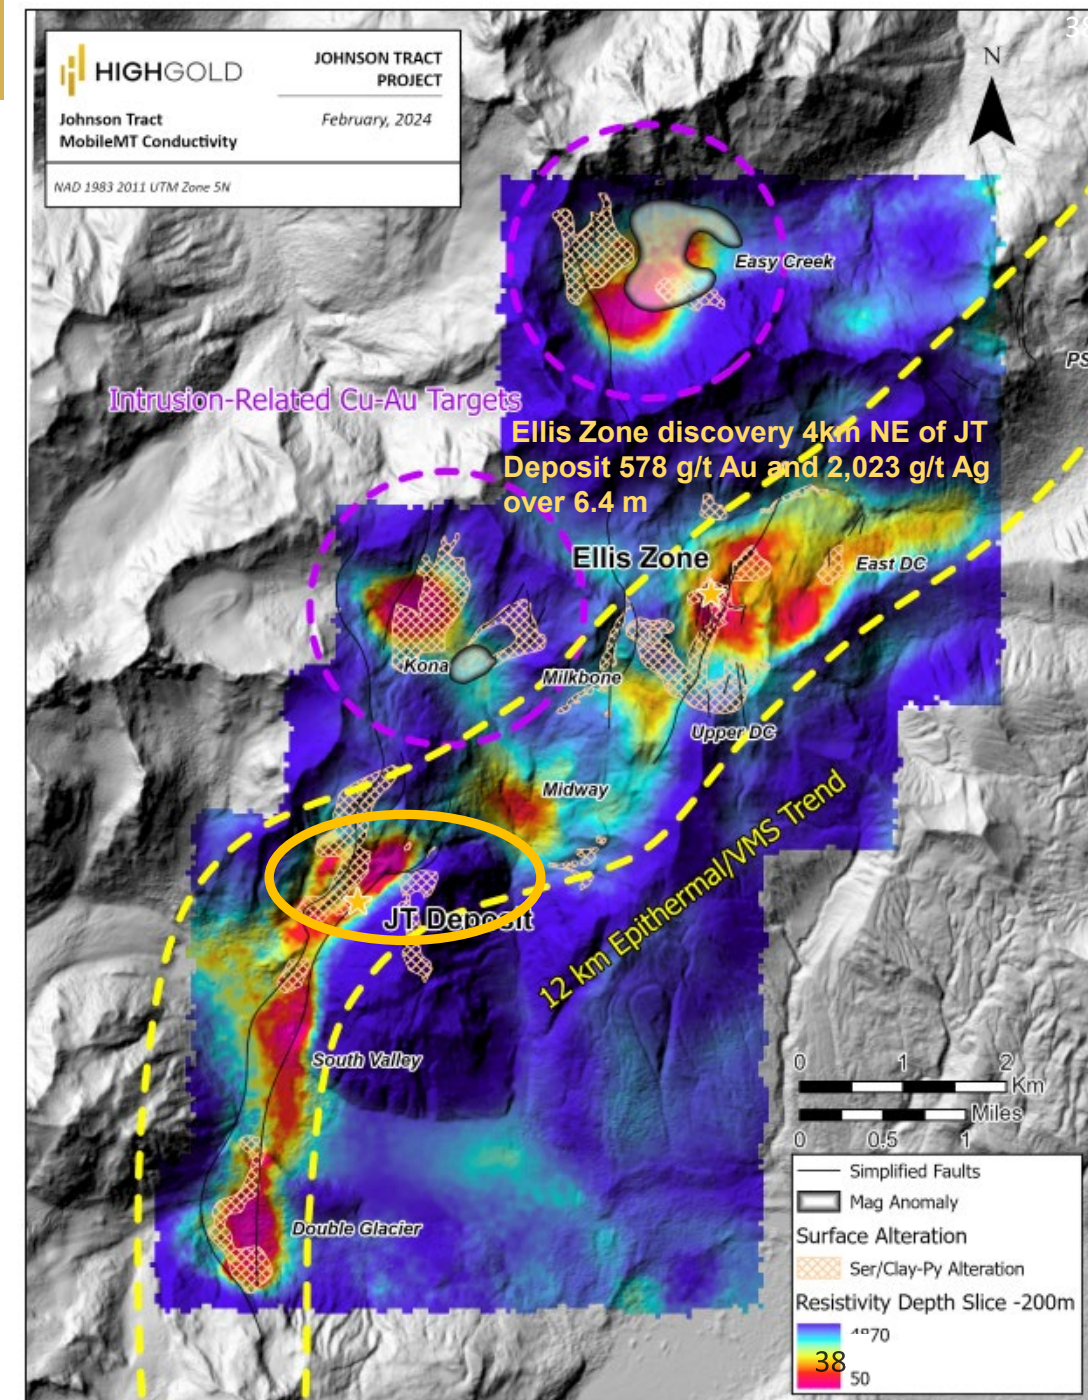 HIGHGOLD
JOHNSON TRACT
PROJECT
Johnson Tract
MobileMT Conductivity
February, 2024
NAD 1983 2011 UTM Zone 5N
N
Easy Creek
PS
Intrusion-Related Cu-Au Targets
Ellis Zone discovery 4km NE of JT
Deposit 578 g/t Au and 2,023 g/t Ag
over 6.4 m
Ellis Zone
East DC
Kona
Milkbone
Upper DC
Midway
JT Deposit
12 km Epithermal/VMS Trend
South Valley
Double Glacier
0 1 2
Km
Miles
0 0.5 1
Simplified Faults
Mag Anomaly
Surface Alteration
Ser/Clay-Py Alteration
Resistivity Depth Slice -200m
38
50